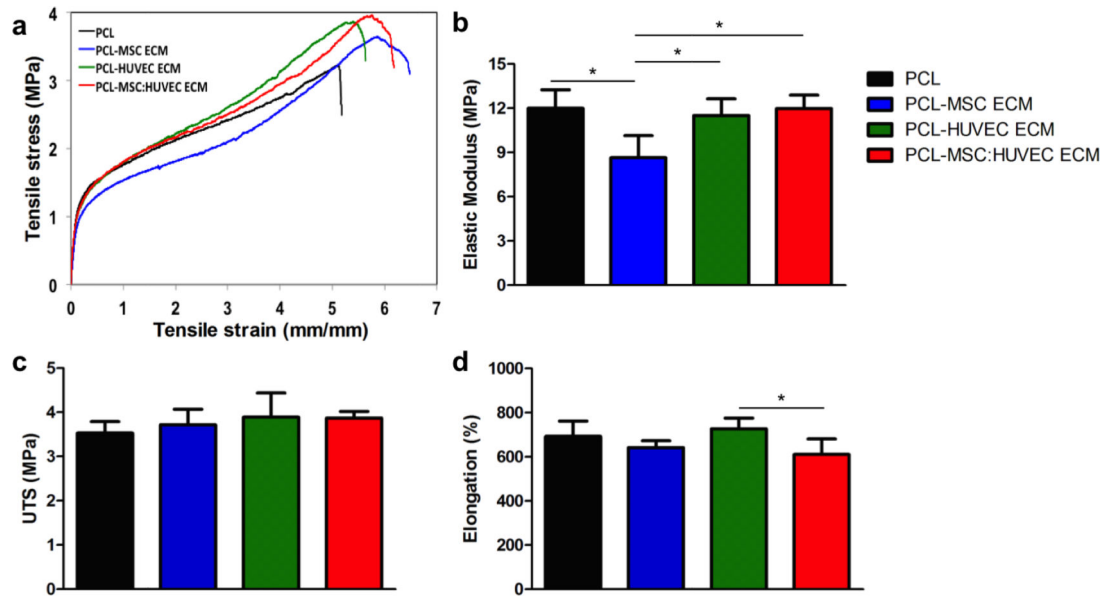 a
PCL
PCL-MSC ECM
PCL-HUVEC ECM
PCL-MSC:HUVEC ECM
Tensile stress (MPa)
4
3
2
1
0
0 1 2 3 4 5 6 7
Tensile strain (mm/mm)
b
*
*
*
Elastic Modulus (MPa)
15
12
9
6
3
0
PCL
PCL-MSC ECM
PCL-HUVEC ECM
PCL-MSC:HUVEC ECM
c
UTS (MPa)
5
4
3
2
1
0
d
*
Elongation (%)
1000
800
600
400
200
0